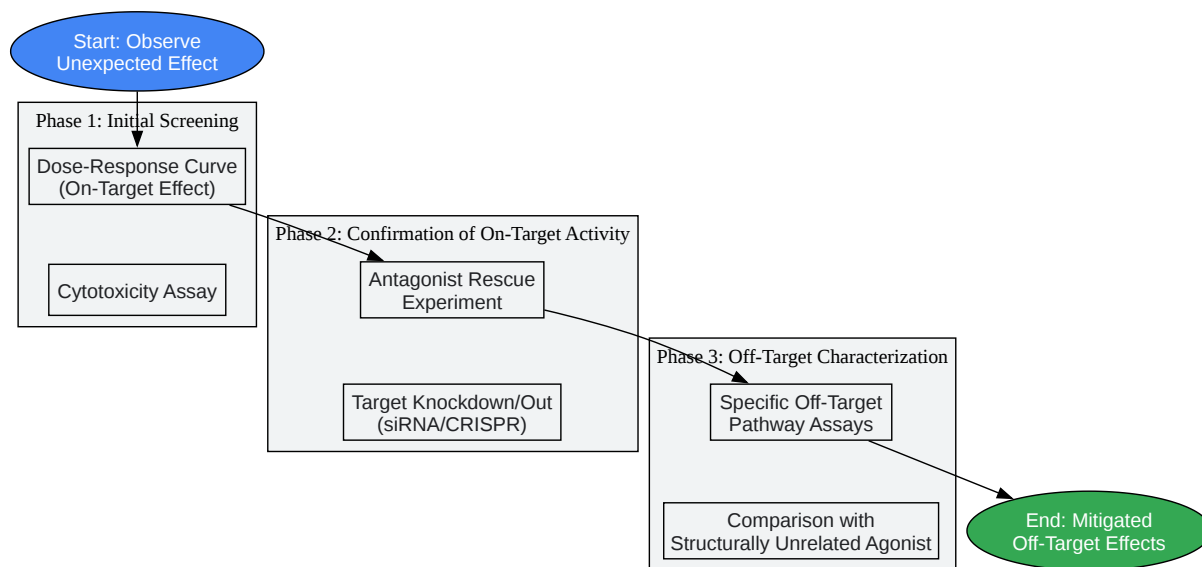 Start: Observe
Unexpected Effect
Phase 1: Initial Screening
Dose-Response Curve
(On-Target Effect)
Cytotoxicity Assay
Phase 2: Confirmation of On-Target Activity
Antagonist Rescue
Experiment
Target Knockdown/Out
(siRNA/CRISPR)
Phase 3: Off-Target Characterization
Specific Off-Target
Pathway Assays
Comparison with
Structurally Unrelated Agonist
End: Mitigated
Off-Target Effects